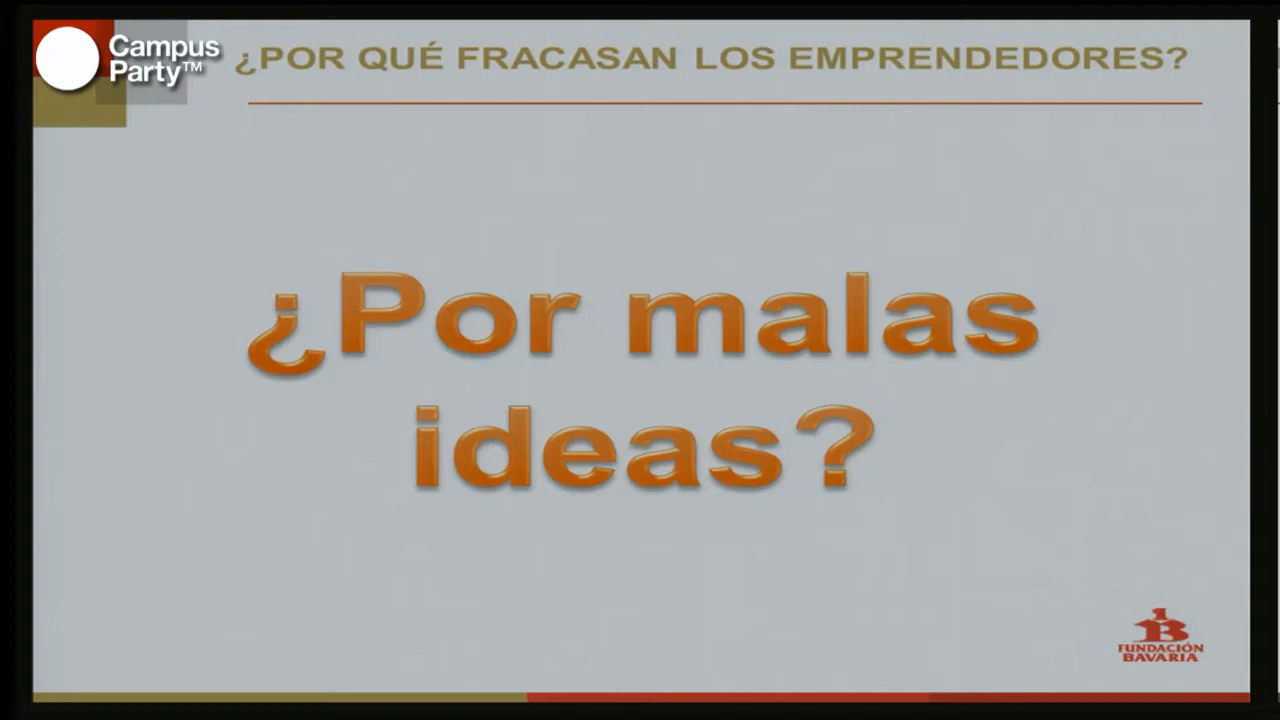 Campus
Party™
¿POR QUÉ FRACASAN LOS EMPRENDEDORES?
¿Por malas
ideas?
FUNDACIÓN
BAVARIA